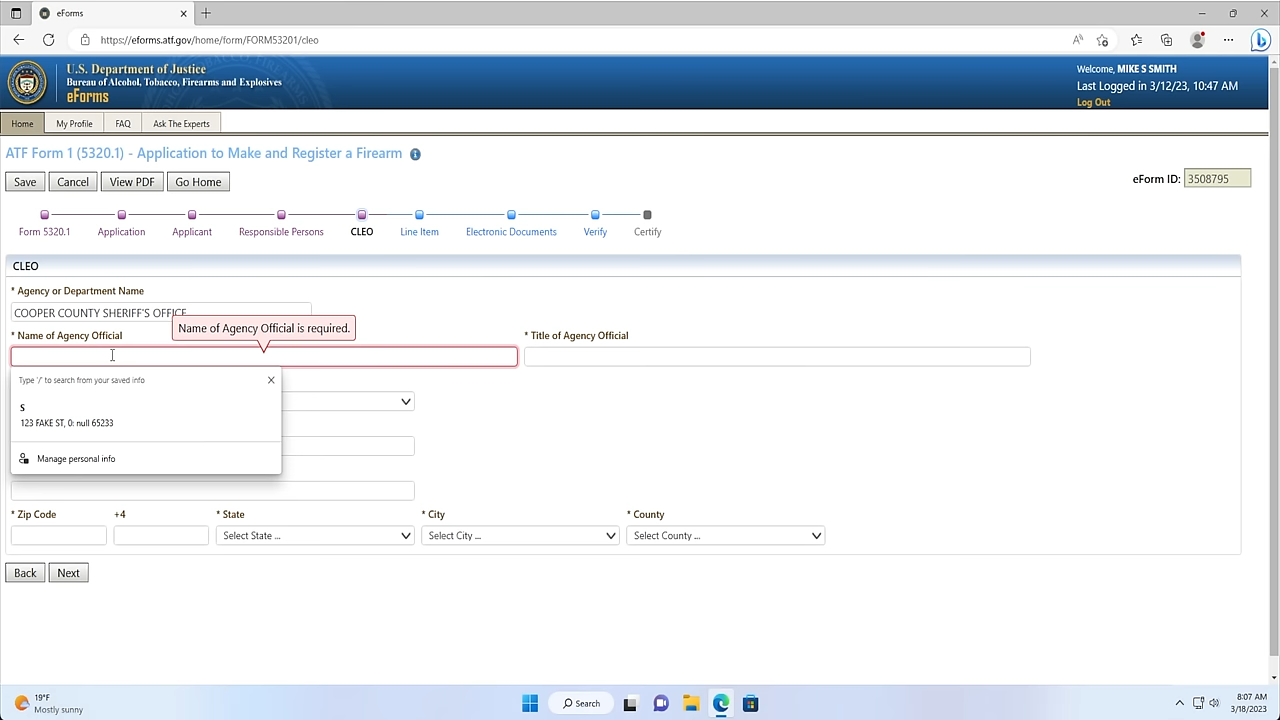 eForms
https://eforms.atf.gov/home/form/FORM53201/cleo
U.S. Department of Justice
Bureau of Alcohol, Tobacco, Firearms and Explosives
eForms
Welcome, MIKE S SMITH
Last Logged in 3/12/23, 10:47 AM
Log Out
Home
My Profile
FAQ
Ask The Experts
ATF Form 1 (5320.1) - Application to Make and Register a Firearm
Save
Cancel
View PDF
Go Home
eForm ID: 3508795
Form 5320.1
Application
Applicant
Responsible Persons
CLEO
Line Item
Electronic Documents
Verify
Certify
CLEO
* Agency or Department Name
COOPER COUNTY SHERIFF'S OFFICE
Name of Agency Official is required.
* Name of Agency Official
* Title of Agency Official
Type '/' to search from your saved info
S
123 FAKE ST, 0: null 65233
Manage personal info
* Zip Code
+4
* State
* City
* County
Select State ...
Select City ...
Select County ...
Back
Next
19°F
Mostly sunny
Search
8:07 AM
3/18/2023